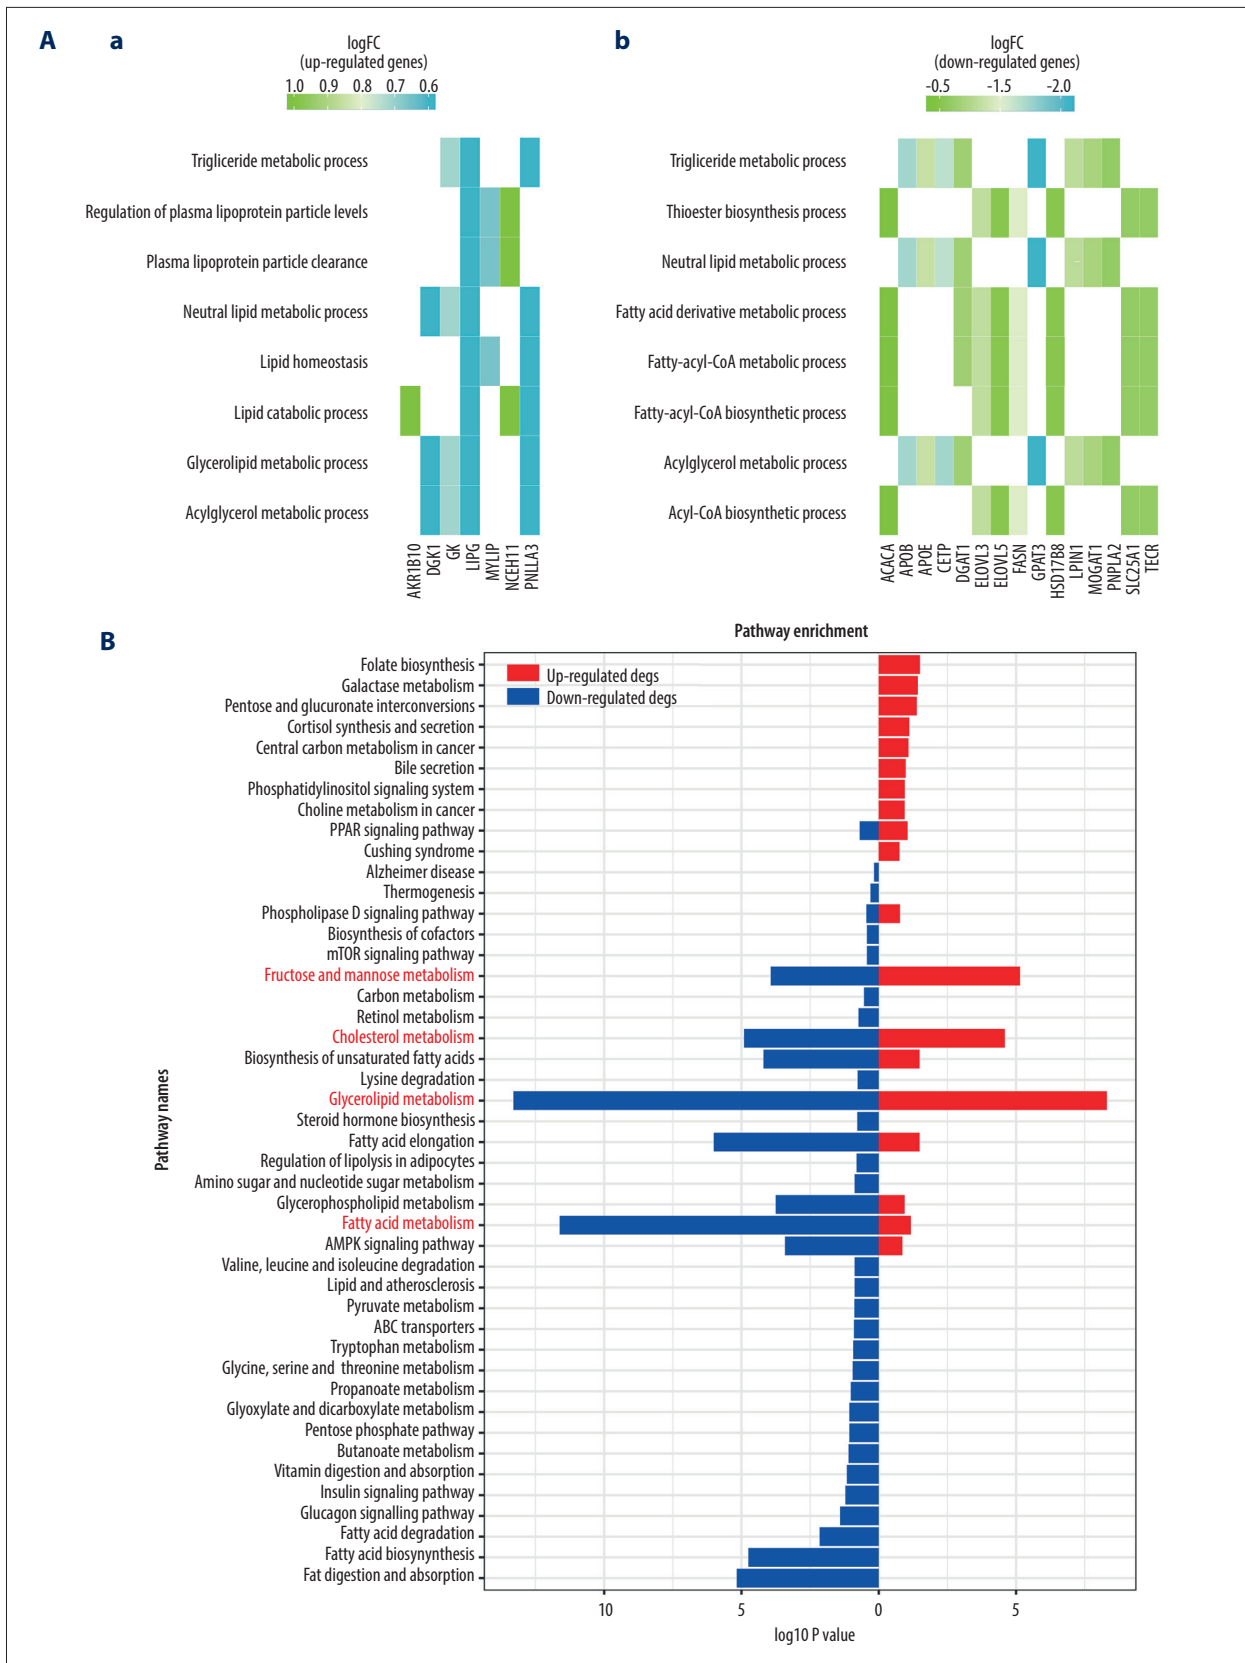 A
a
logFC
(up-regulated genes)
1.0 0.9 0.8 0.7 0.6
Trigliceride metabolic process
Regulation of plasma lipoprotein particle levels
Plasma lipoprotein particle clearance
Neutral lipid metabolic process
Lipid homeostasis
Lipid catabolic process
Glycerolipid metabolic process
Acylglycerol metabolic process
AKR1B10
DGK1
GK
LIPG
MYLIP
NCEH11
PNLLA3
b
logFC
(down-regulated genes)
-0.5 -1.5 -2.0
Trigliceride metabolic process
Thioester biosynthesis process
Neutral lipid metabolic process
Fatty acid derivative metabolic process
Fatty-acyl-CoA metabolic process
Fatty-acyl-CoA biosynthetic process
Acylglycerol metabolic process
Acyl-CoA biosynthetic process
ACACA
APOB
APOE
CETP
DGAT1
ELOVL3
ELOVL5
FASN
GPAT3
HSD17B8
LPIN1
MOGAT1
PNPLA2
SLC25A1
TECR
B
Pathway enrichment
Up-regulated degs
Down-regulated degs
Pathway names
Folate biosynthesis
Galactase metabolism
Pentose and glucuronate interconversions
Cortisol synthesis and secretion
Central carbon metabolism in cancer
Bile secretion
Phosphatidylinositol signaling system
Choline metabolism in cancer
PPAR signaling pathway
Cushing syndrome
Alzheimer disease
Thermogenesis
Phospholipase D signaling pathway
Biosynthesis of cofactors
mTOR signaling pathway
Fructose and mannose metabolism
Carbon metabolism
Retinol metabolism
Cholesterol metabolism
Biosynthesis of unsaturated fatty acids
Lysine degradation
Glycerolipid metabolism
Steroid hormone biosynthesis
Fatty acid elongation
Regulation of lipolysis in adipocytes
Amino sugar and nucleotide sugar metabolism
Glycerophospholipid metabolism
Fatty acid metabolism
AMPK signaling pathway
Valine, leucine and isoleucine degradation
Lipid and atherosclerosis
Pyruvate metabolism
ABC transporters
Tryptophan metabolism
Glycine, serine and threonine metabolism
Propanoate metabolism
Glyoxylate and dicarboxylate metabolism
Pentose phosphate pathway
Butanoate metabolism
Vitamin digestion and absorption
Insulin signaling pathway
Glucagon signalling pathway
Fatty acid degradation
Fatty acid biosynynthesis
Fat digestion and absorption
10 5 0 5
log10 P value